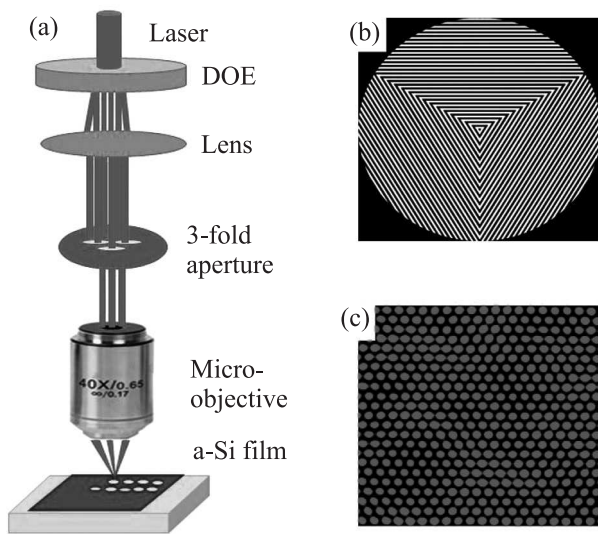 (a)
Laser
DOE
Lens
3-fold
aperture
40X/0.65
∞/0.17
Micro-
objective
a-Si film
(b)
(c)